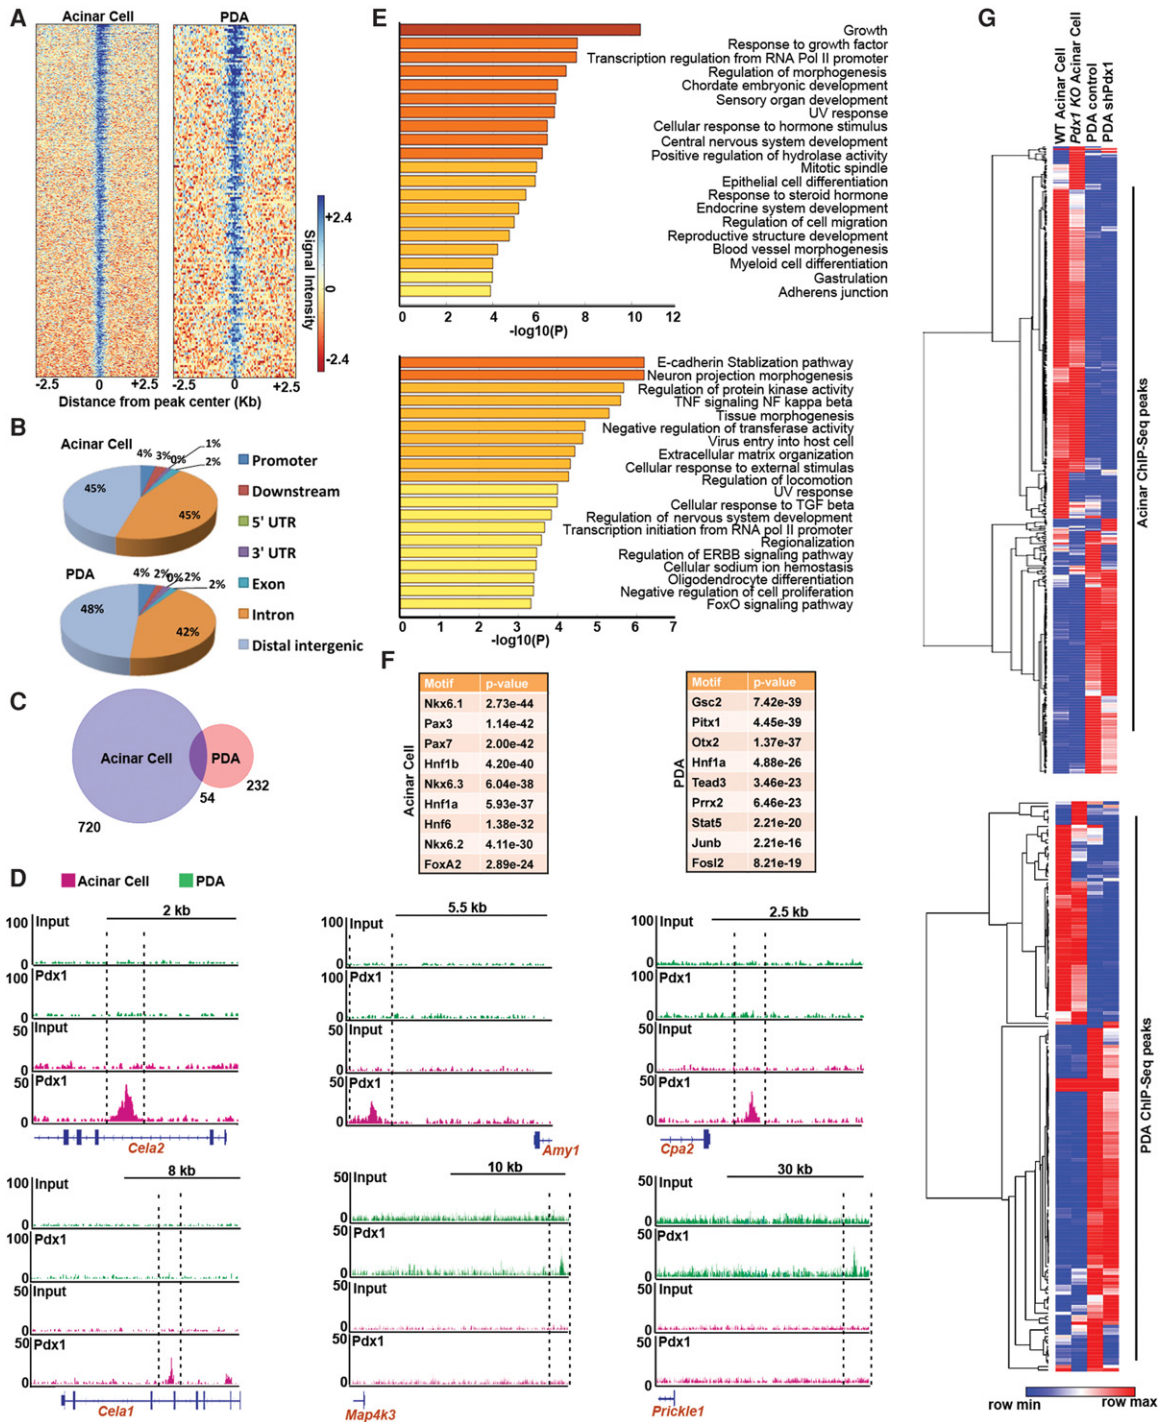 A
Acinar Cell
PDA
-2.5
0
+2.5
-2.5
0
+2.5
Distance from peak center (Kb)
+2.4
0
-2.4
Signal Intensity
B
Acinar Cell
4%
3%
0%
1%
2%
45%
45%
PDA
4%
2%
0%
2%
2%
48%
42%
Promoter
Downstream
5' UTR
3' UTR
Exon
Intron
Distal intergenic
C
Acinar Cell
PDA
720
54
232
D
Acinar Cell
PDA
2 kb
100
Input
0
100
Pdx1
0
50
Input
0
50
Pdx1
0
Cela2
5.5 kb
100
Input
0
100
Pdx1
0
50
Input
0
50
Pdx1
0
Amy1
2.5 kb
100
Input
0
100
Pdx1
0
50
Input
0
50
Pdx1
0
Cpa2
8 kb
100
Input
0
100
Pdx1
0
50
Input
0
50
Pdx1
0
Cela1
10 kb
50
Input
0
50
Pdx1
0
50
Input
0
50
Pdx1
0
Map4k3
30 kb
50
Input
0
50
Pdx1
0
50
Input
0
50
Pdx1
0
Prickle1
E
Growth
Response to growth factor
Transcription regulation from RNA Pol II promoter
Regulation of morphogenesis
Chordate embryonic development
Sensory organ development
UV response
Cellular response to hormone stimulus
Central nervous system development
Positive regulation of hydrolase activity
Mitotic spindle
Epithelial cell differentiation
Response to steroid hormone
Endocrine system development
Regulation of cell migration
Reproductive structure development
Blood vessel morphogenesis
Myeloid cell differentiation
Gastrulation
Adherens junction
0 2 4 6 8 10 12
-log10(P)
E-cadherin Stablization pathway
Neuron projection morphogenesis
Regulation of protein kinase activity
TNF signaling NF kappa beta
Tissue morphogenesis
Negative regulation of transferase activity
Virus entry into host cell
Extracellular matrix organization
Cellular response to external stimulas
Regulation of locomotion
UV response
Cellular response to TGF beta
Regulation of nervous system development
Transcription initiation from RNA pol II promoter
Regionalization
Regulation of ERBB signaling pathway
Cellular sodium ion hemostasis
Oligodendrocyte differentiation
Negative regulation of cell proliferation
FoxO signaling pathway
0 1 2 3 4 5 6 7
-log10(P)
F
Acinar Cell
Motif p-value
Nkx6.1 2.73e-44
Pax3 1.14e-42
Pax7 2.00e-42
Hnf1b 4.20e-40
Nkx6.3 6.04e-38
Hnf1a 5.93e-37
Hnf6 1.38e-32
Nkx6.2 4.11e-30
FoxA2 2.89e-24
PDA
Motif p-value
Gsc2 7.42e-39
Pitx1 4.45e-39
Otx2 1.37e-37
Hnf1a 4.88e-26
Tead3 3.46e-23
Prrx2 6.46e-23
Stat5 2.21e-20
Junb 2.21e-16
Fosl2 8.21e-19
G
WT Acinar Cell
Pdx1 KO Acinar Cell
PDA control
PDA shPdx1
Acinar ChIP-Seq peaks
PDA ChIP-Seq peaks
row min
row max